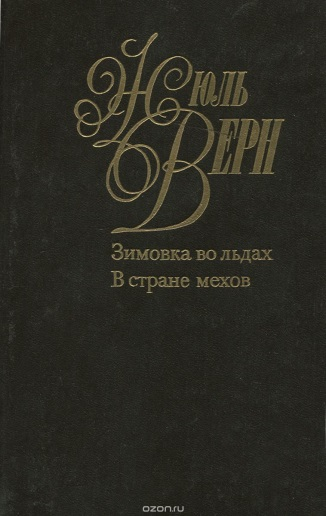 Жюль
Верн
Зимовка во льдах
В стране мехов
ozon.ru